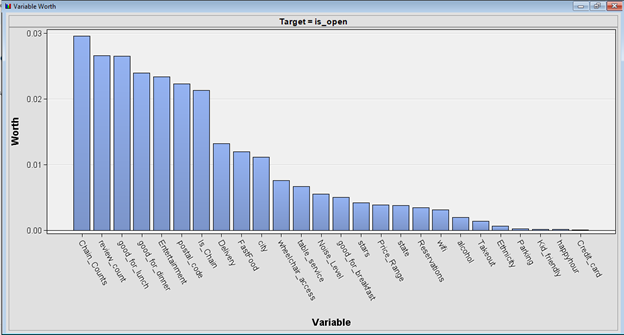 Variable Worth
Target = is_open
0.03
0.02
0.01
0.00
Worth
Chain_Counts
review_count
good_for_lunch
good_for_dinner
Entertainment
postal_code
Is_Chain
Delivery
FastFood
city
wheelchair_access
table_service
Noise_Level
good_for_breakfast
stars
Price_Range
state
Reservations
wifi
alcohol
Takeout
Ethnicity
Parking
Kid_friendly
happyhour
Credit_card
Variable